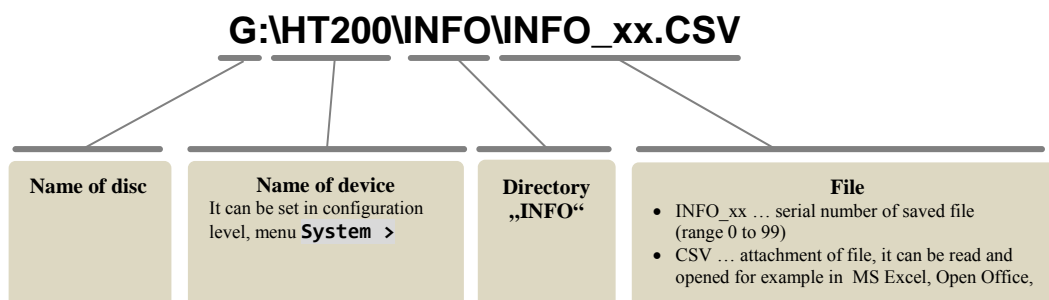 G:\HT200\INFO\INFO_xx.CSV
Name of disc
Name of device
It can be set in configuration
level, menu System >
Directory
„INFO“
File
• INFO_xx … serial number of saved file
(range 0 to 99)
• CSV … attachment of file, it can be read and
opened for example in MS Excel, Open Office,